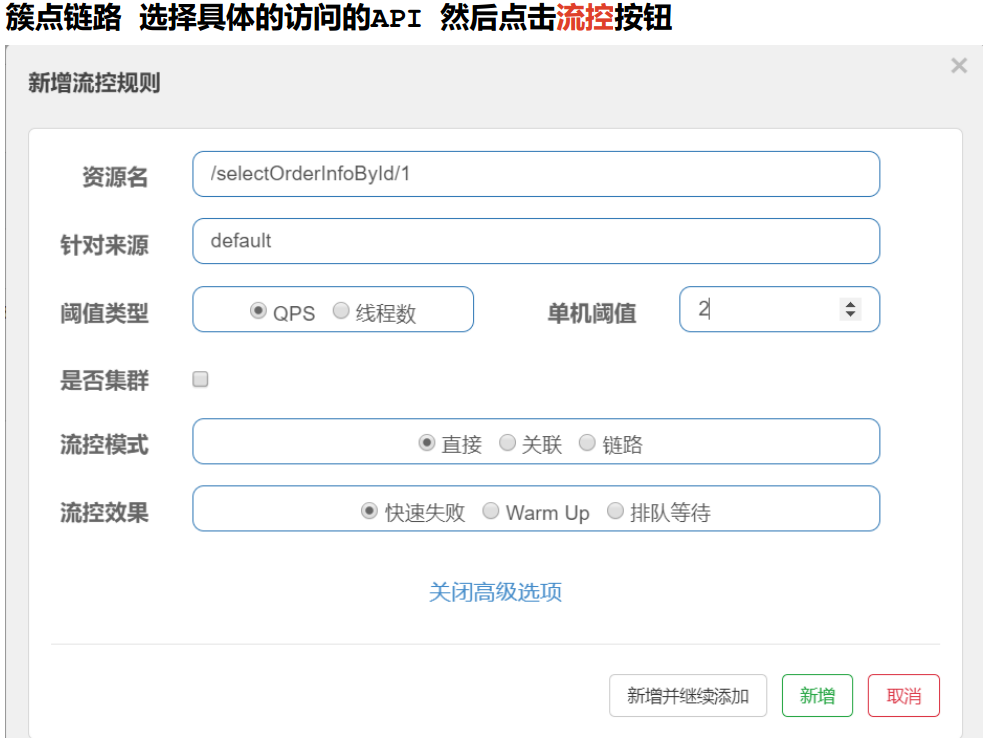 簇点链路 选择具体的访问的API 然后点击流控按钮
新增流控规则
资源名 /selectOrderInfoById/1
针对来源 default
阈值类型 QPS 线程数 单机阈值 2
是否集群
流控模式 直接 关联 链路
流控效果 快速失败 Warm Up 排队等待
关闭高级选项
新增并继续添加 新增 取消